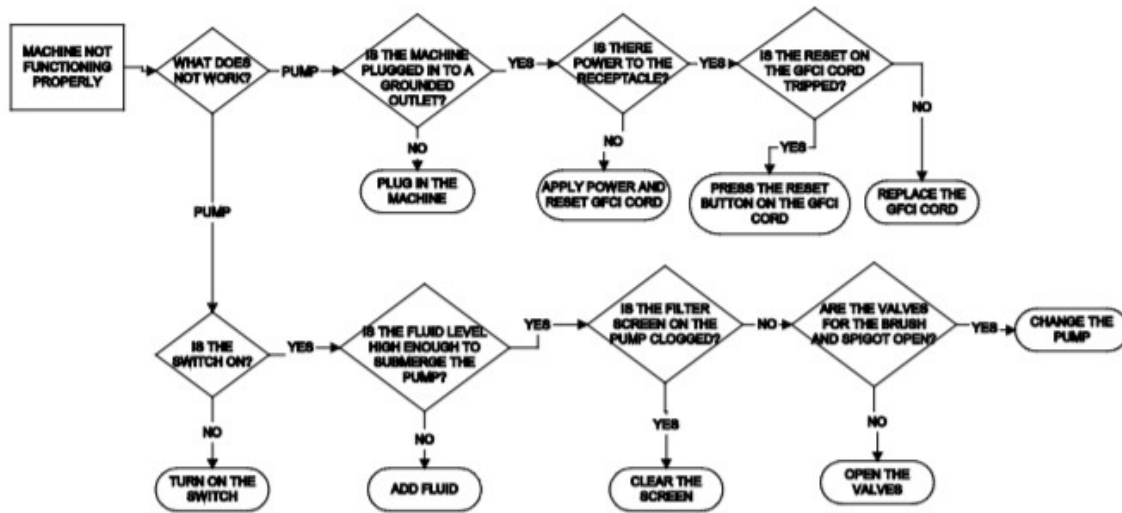 MACHINE NOT
FUNCTIONING
PROPERLY
WHAT DOES
NOT WORK?
PUMP
IS THE MACHINE
PLUGGED IN TO A
GROUNDED
OUTLET?
YES
IS THERE
POWER TO THE
RECEPTACLE?
YES
IS THE RESET ON
THE GFCI CORD
TRIPPED?
NO
NO
YES
NO
PLUG IN THE
MACHINE
APPLY POWER AND
RESET GFCI CORD
PRESS THE RESET
BUTTON ON THE GFCI
CORD
REPLACE THE
GFCI CORD
PUMP
IS THE
SWITCH ON?
YES
IS THE FLUID LEVEL
HIGH ENOUGH TO
SUBMERGE THE
PUMP?
YES
IS THE FILTER
SCREEN ON THE
PUMP CLOGGED?
NO
ARE THE VALVES
FOR THE BRUSH
AND SPIGOT OPEN?
YES
CHANGE THE
PUMP
NO
NO
YES
NO
TURN ON THE
SWITCH
ADD FLUID
CLEAR THE
SCREEN
OPEN THE
VALVES